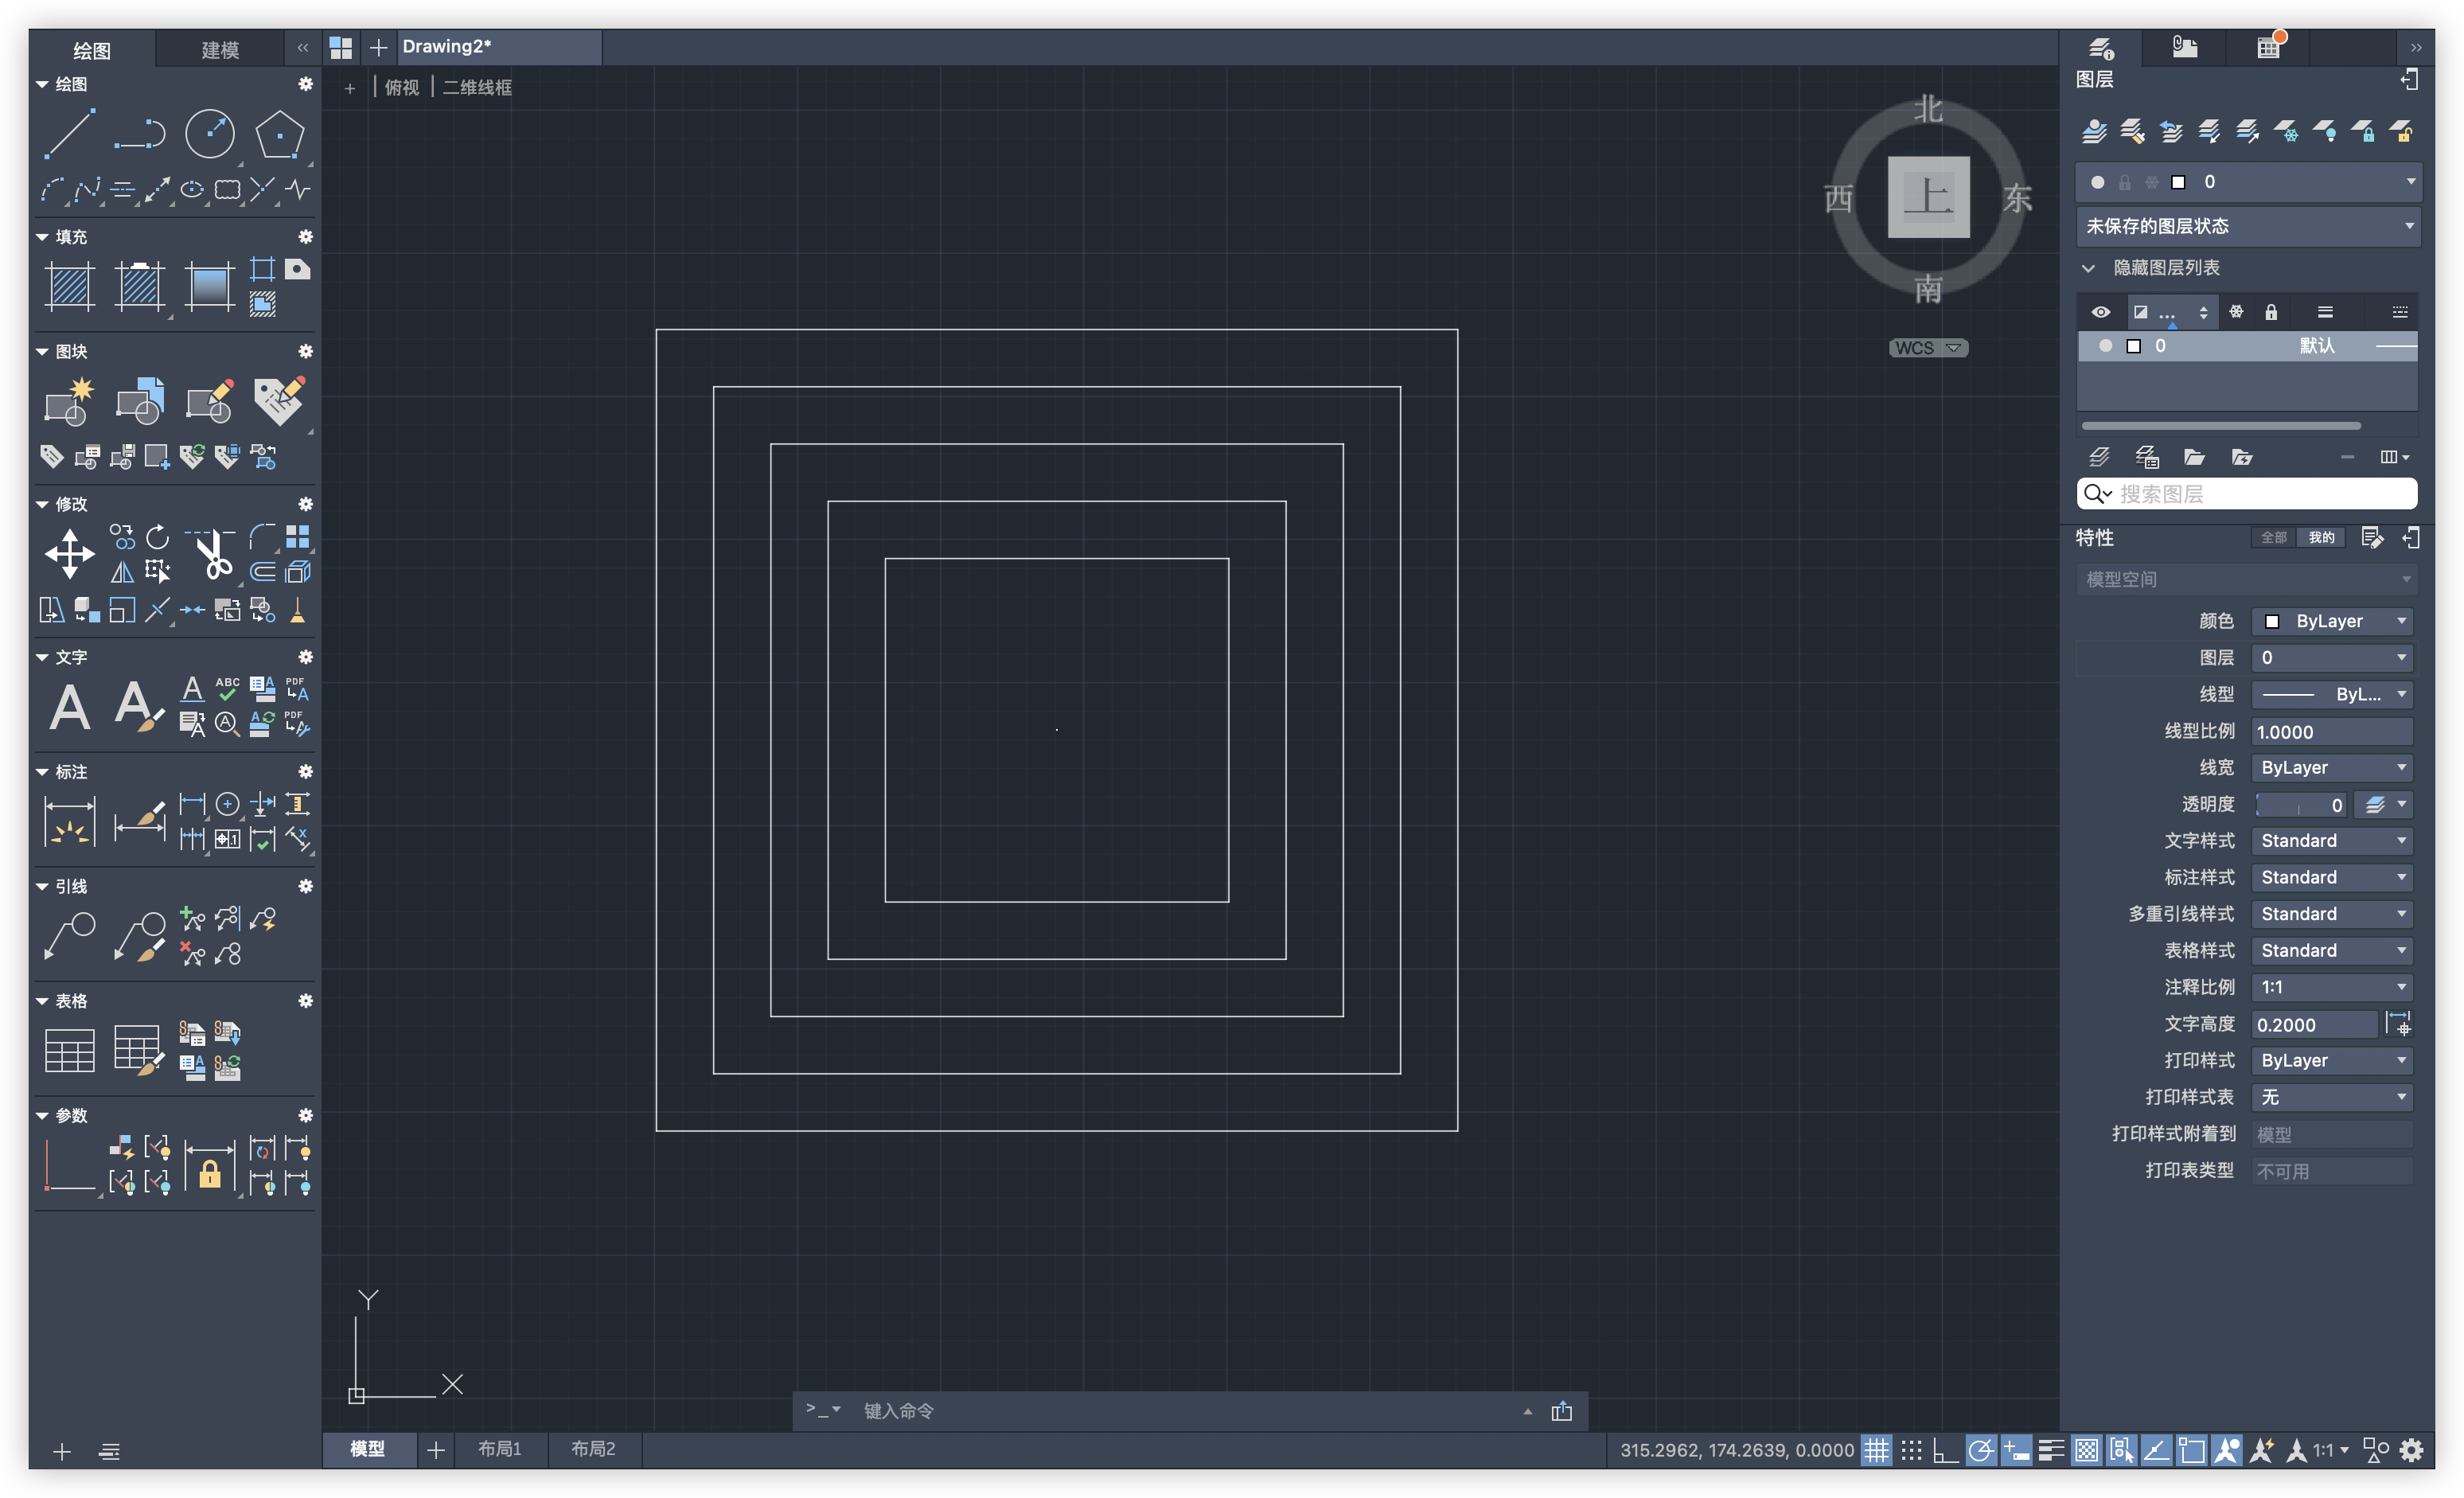 绘图
建模
Drawing2*
绘图
填充
图块
修改
文字
ABC
A
PDF
A
A
A
A
A
A
A
PDF
标注
.1
x
引线
表格
A
参数
俯视
二维线框
北
西
上
东
南
WCS
Y
X
键入命令
模型
布局1
布局2
315.2962, 174.2639, 0.0000
1:1
图层
0
未保存的图层状态
隐藏图层列表
...
0 默认
搜索图层
特性
全部
我的
模型空间
颜色 ByLayer
图层 0
线型 ByL...
线型比例 1.0000
线宽 ByLayer
透明度 0
文字样式 Standard
标注样式 Standard
多重引线样式 Standard
表格样式 Standard
注释比例 1:1
文字高度 0.2000
打印样式 ByLayer
打印样式表 无
打印样式附着到 模型
打印表类型 不可用